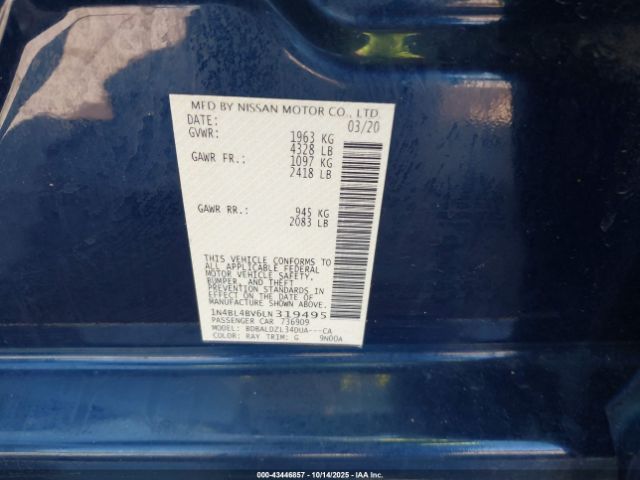 MFD BY NISSAN MOTOR CO., LTD.
DATE: 03/20
GVWR: 1963 KG
4328 LB
GAWR FR.: 1097 KG
2418 LB
GAWR RR.: 945 KG
2083 LB
THIS VEHICLE CONFORMS TO
ALL APPLICABLE FEDERAL
MOTOR VEHICLE SAFETY,
BUMPER, AND THEFT
PREVENTION STANDARDS IN
EFFECT ON THE DATE OF
MANUFACTURE SHOWN ABOVE.
1N4BL4BV6LN319495
PASSENGER CAR 736909
MODEL: BDBALDZL34DUA---CA
COLOR: RAY TRIM: G 9N00A
000-43446857 - 10/14/2025 - IAA Inc.